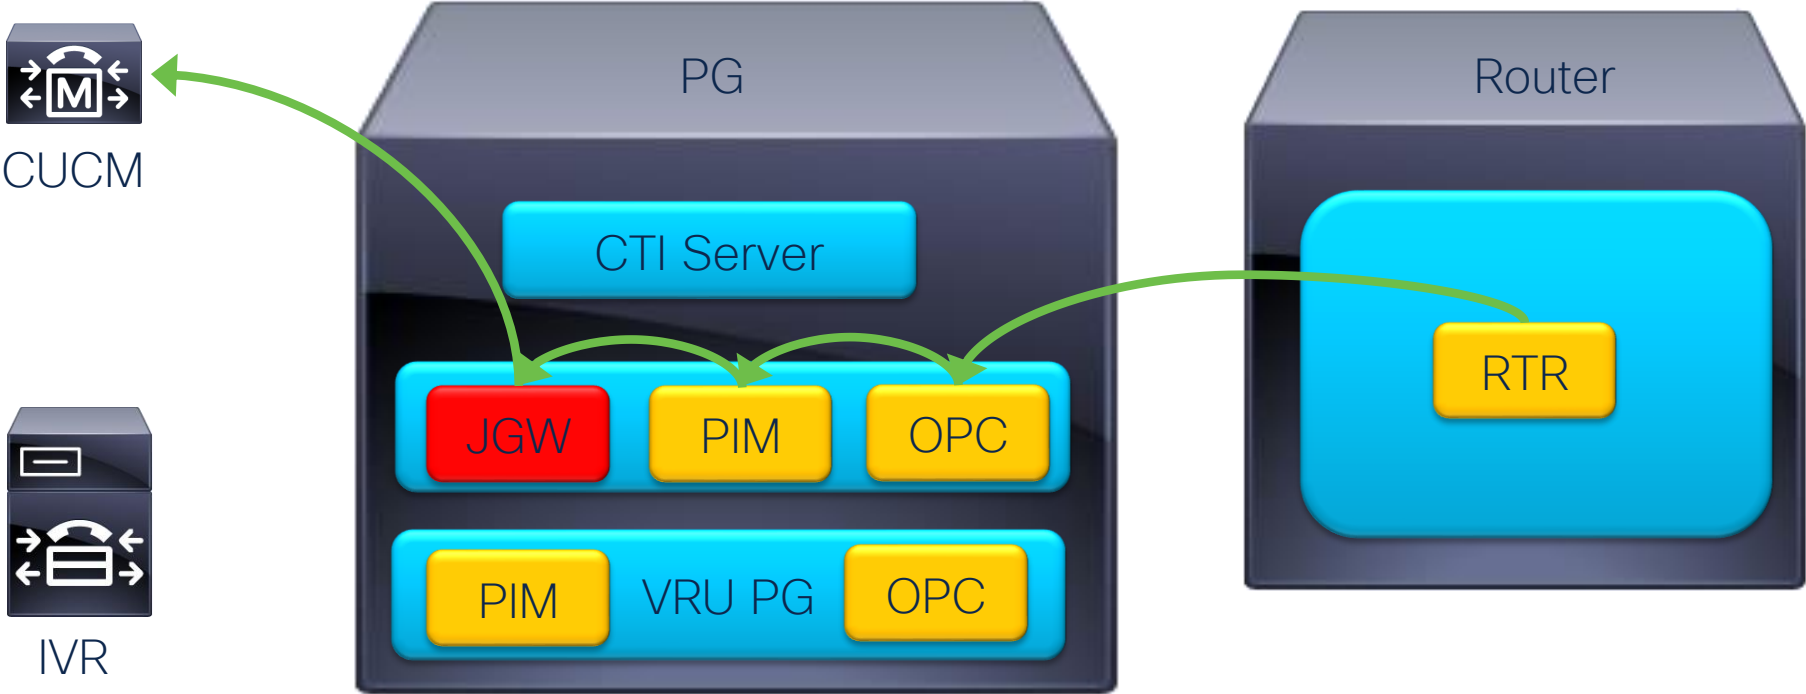 PG
Router
M
CUCM
CTI Server
RTR
JGW
PIM
OPC
PIM
VRU PG
OPC
IVR